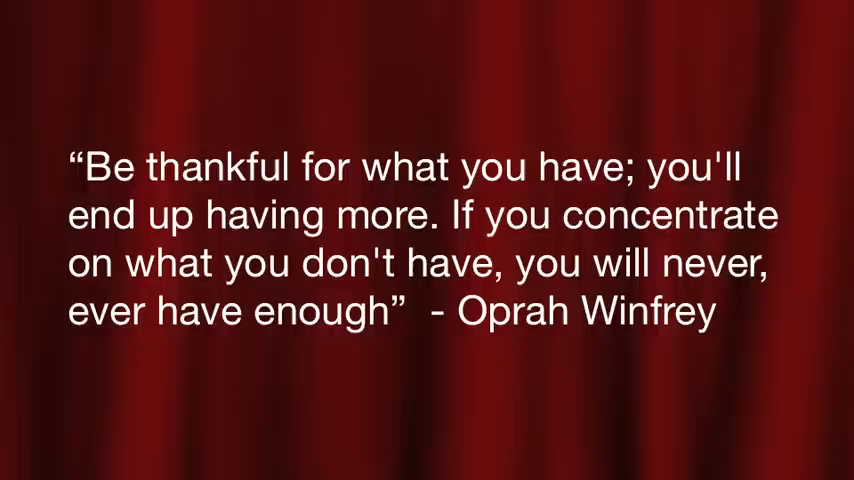 “Be thankful for what you have; you'll
end up having more. If you concentrate
on what you don't have, you will never,
ever have enough”  - Oprah Winfrey